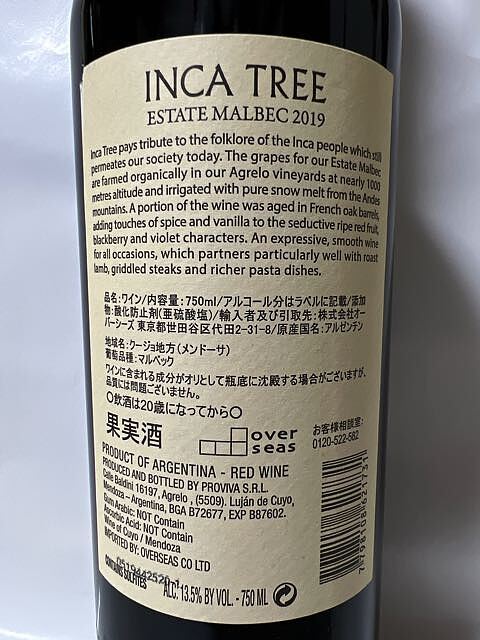 INCA TREE
ESTATE MALBEC 2019
Inca Tree pays tribute to the folklore of the Inca people which still
permeates our society today. The grapes for our Estate Malbec
are farmed organically in our Agrelo vineyards at nearly 1000
metres altitude and irrigated with pure snow melt from the Andes
mountains. A portion of the wine was aged in French oak barrels,
adding touches of spice and vanilla to the seductive ripe red fruit,
blackberry and violet characters. An expressive, smooth wine
for all occasions, which partners particularly well with roast
lamb, griddled steaks and richer pasta dishes.
品名:ワイン/内容量:750ml/アルコール分はラベルに記載/添加
物:酸化防止剤(亜硫酸塩)/輸入者及び引取先:株式会社オー
バーシーズ 東京都世田谷区代田2-31-8/原産国名:アルゼンテン
地域名:クージョ地方(メンドーサ)
葡萄品種:マルベック
ワインに含まれる成分がオリとして瓶底に沈殿する場合がございますが、
品質には問題ございません。
〇飲酒は20歳になってから〇
果実酒
over
seas
お客様相談室:
0120-522-582
PRODUCT OF ARGENTINA - RED WINE
PRODUCED AND BOTTLED BY PROVIVA S.R.L.
Calle Baldini 16197, Agrelo , (5509). Luján de Cuyo,
Mendoza – Argentina, BGA B72677, EXP B87602.
Gum Arabic: NOT Contain
Ascorbic Acid: NOT Contain
Wine of Cuyo / Mendoza
IMPORTED BY: OVERSEAS CO LTD
CONTAINS SULFITES
ALC. 13.5% BY VOL. - 750 ML